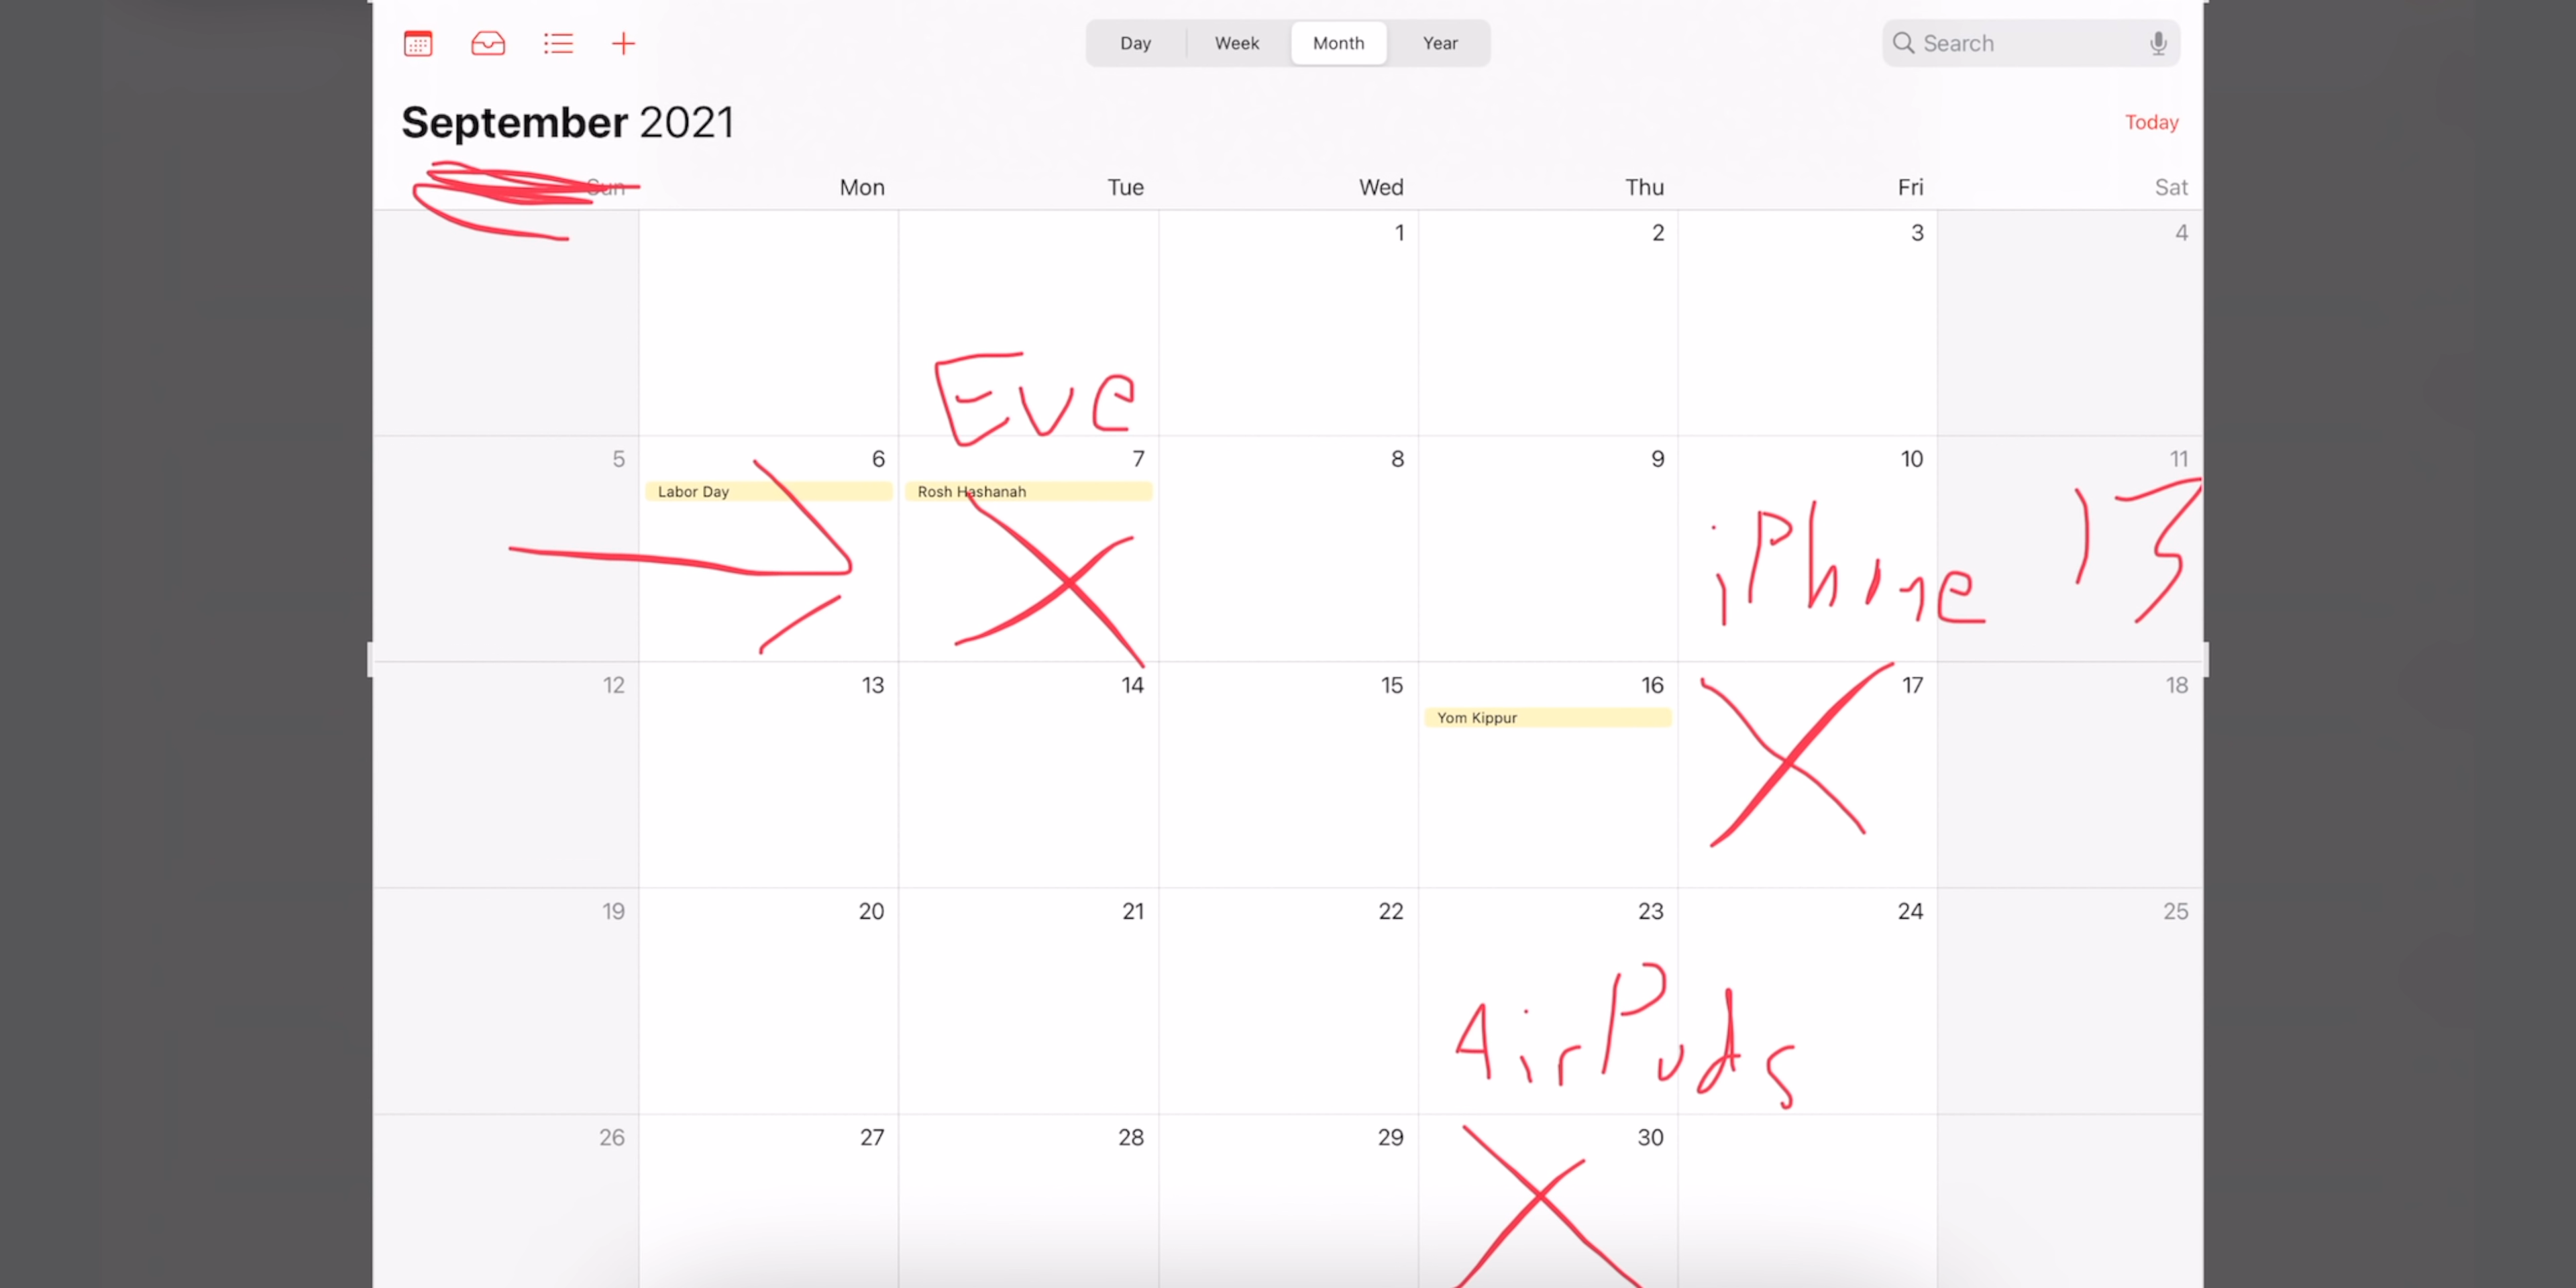 Day Week Month Year
Search
September 2021
Today
Sun Mon Tue Wed Thu Fri Sat
1 2 3 4
Eve
5 6 7 8 9 10 11
Labor Day Rosh Hashanah
iPhone 13
12 13 14 15 16 17 18
Yom Kippur
19 20 21 22 23 24 25
AirPods
26 27 28 29 30